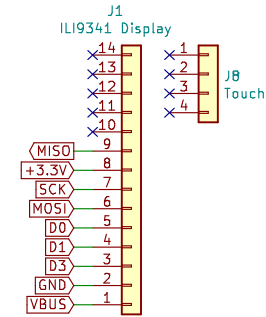 J1
ILI9341 Display
14
13
12
11
10
MISO 9
+3.3V 8
SCK 7
MOSI 6
D0 5
D1 4
D3 3
GND 2
VBUS 1
1
2
3
4
J8
Touch